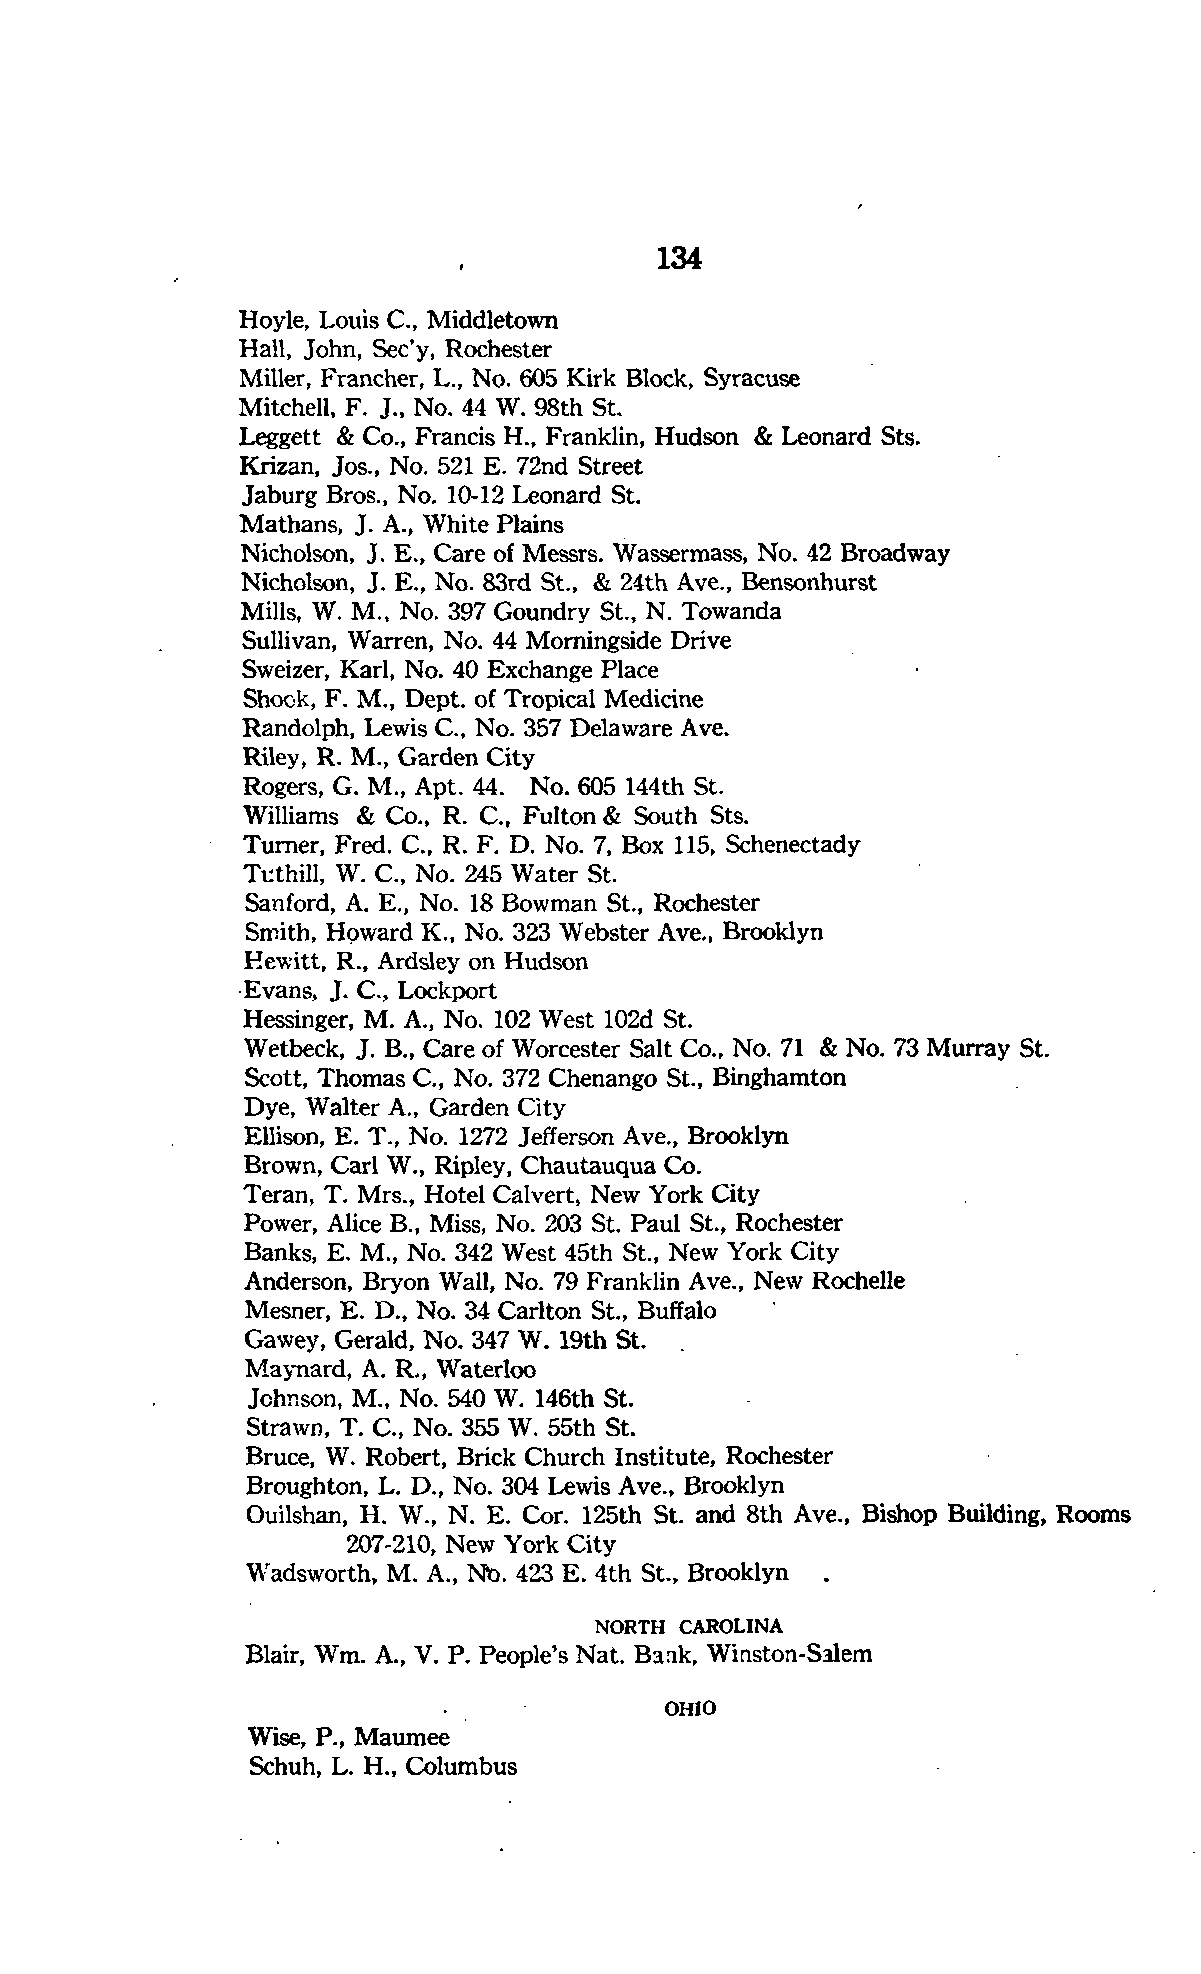 134
Hoyle, Louis C., Middletown
Hall, John, Sec'y, Rochester
Miller, Francher, L., No. 605 Kirk Block, Syracuse
Mitchell, F. J., No. 44 W. 98th St.
Leggett & Co., Francis H., Franklin, Hudson & Leonard Sts.
Krizan, Jos., No. 521 E. 72nd Street
Jaburg Bros., No. 10-12 Leonard St.
Mathans, J. A., White Plains
Nicholson, J. E., Care of Messrs. Wassermass, No. 42 Broadway
Nicholson, J. E., No. 83rd St., & 24th Ave., Bensonhurst
Mills, W. M., No. 397 Goundry St., N. Towanda
Sullivan, Warren, No. 44 Morningside Drive
Sweizer, Karl, No. 40 Exchange Place
Shock, F. M., Dept. of Tropical Medicine
Randolph, Lewis C., No. 357 Delaware Ave.
Riley, R. M., Garden City
Rogers, G. M., Apt. 44. No. 605 144th St.
Williams & Co., R. C., Fulton & South Sts.
Turner, Fred. C., R. F. D. No. 7, Box 115, Schenectady
Tuthill, W. C., No. 245 Water St.
Sanford, A. E., No. 18 Bowman St., Rochester
Smith, Howard K., No. 323 Webster Ave., Brooklyn
Hewitt, R., Ardsley on Hudson
Evans, J. C., Lockport
Hessinger, M. A., No. 102 West 102d St.
Wetbeck, J. B., Care of Worcester Salt Co., No. 71 & No. 73 Murray St.
Scott, Thomas C., No. 372 Chenango St., Binghamton
Dye, Walter A., Garden City
Ellison, E. T., No. 1272 Jefferson Ave., Brooklyn
Brown, Carl W., Ripley, Chautauqua Co.
Teran, T. Mrs., Hotel Calvert, New York City
Power, Alice B., Miss, No. 203 St. Paul St., Rochester
Banks, E. M., No. 342 West 45th St., New York City
Anderson, Bryon Wall, No. 79 Franklin Ave., New Rochelle
Mesner, E. D., No. 34 Carlton St., Buffalo
Gawey, Gerald, No. 347 W. 19th St.
Maynard, A. R., Waterloo
Johnson, M., No. 540 W. 146th St.
Strawn, T. C., No. 355 W. 55th St.
Bruce, W. Robert, Brick Church Institute, Rochester
Broughton, L. D., No. 304 Lewis Ave., Brooklyn
Ouilshan, H. W., N. E. Cor. 125th St. and 8th Ave., Bishop Building, Rooms
207-210, New York City
Wadsworth, M. A., No. 423 E. 4th St., Brooklyn
NORTH CAROLINA
Blair, Wm. A., V. P. People's Nat. Bank, Winston-Salem
OHIO
Wise, P., Maumee
Schuh, L. H., Columbus